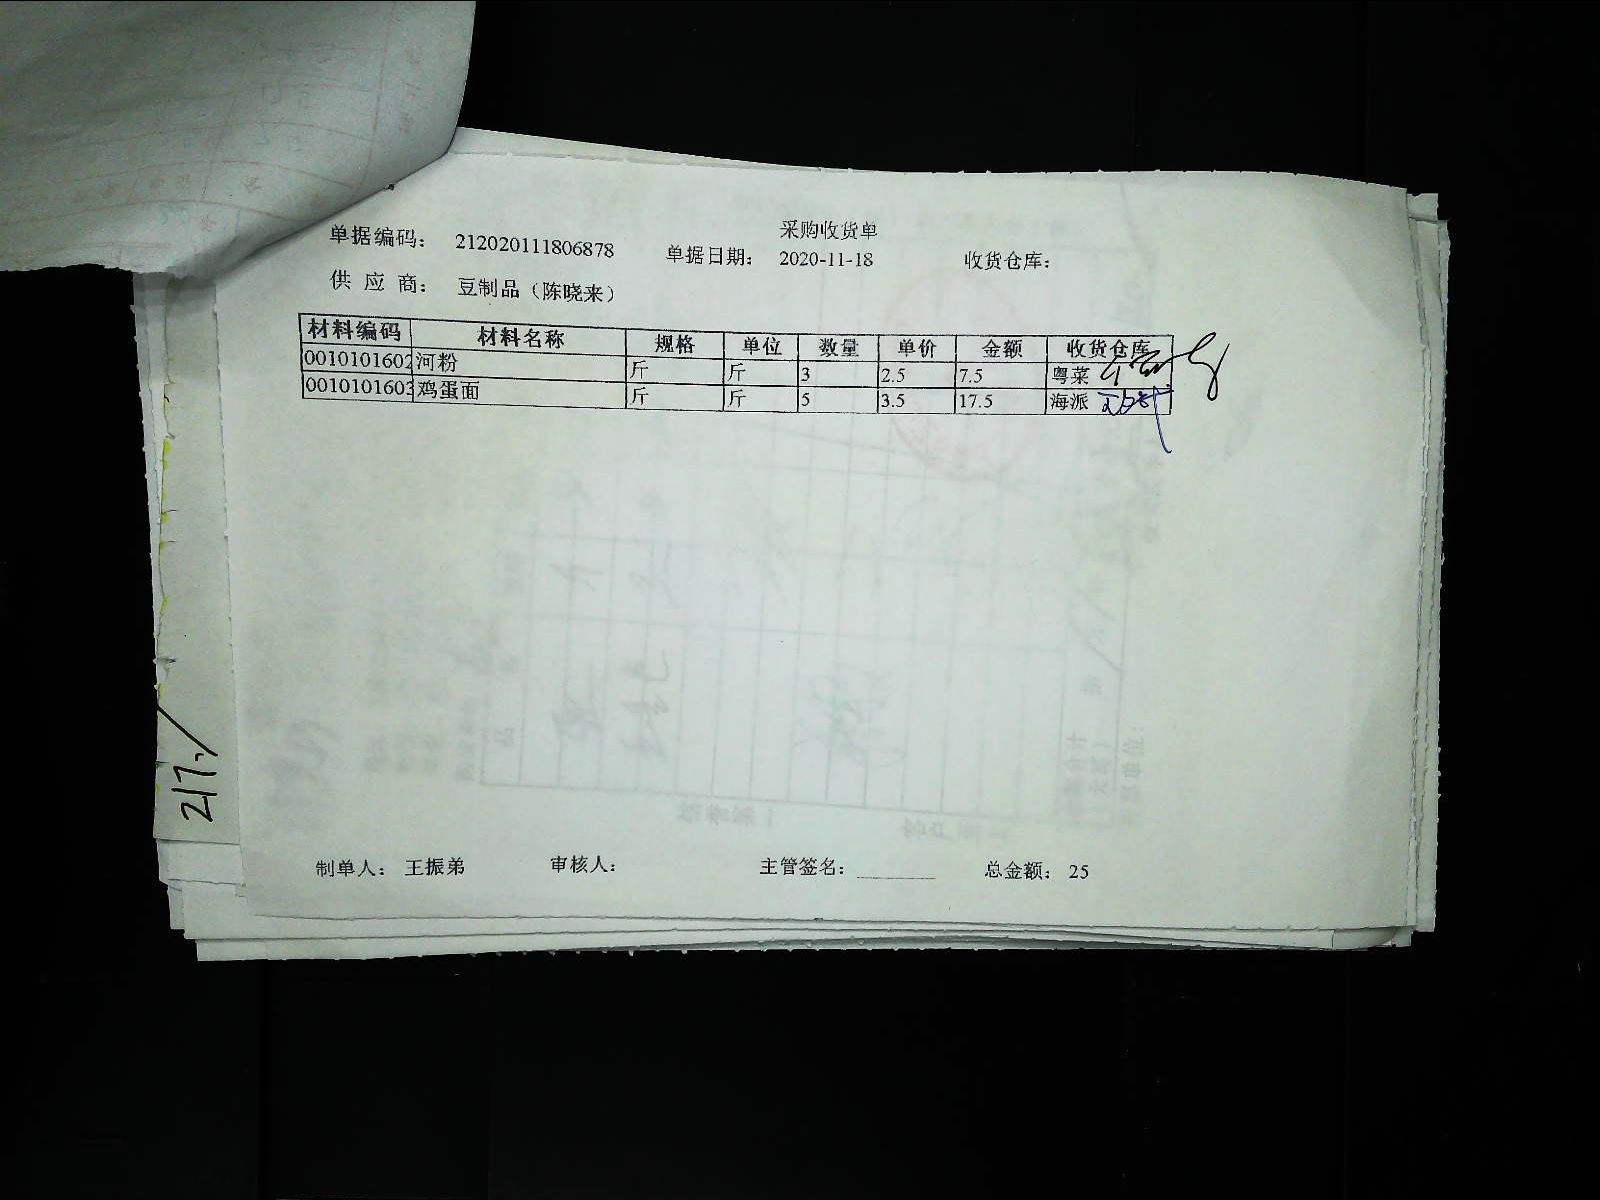 采购收货单
单据编码： 212020111806878 单据日期： 2020-11-18 收货仓库：
供 应 商： 豆制品（陈晓来）
材料编码 材料名称 规格 单位 数量 单价 金额 收货仓库
0010101602 河粉 斤 斤 3 2.5 7.5 粤菜
0010101603 鸡蛋面 斤 斤 5 3.5 17.5 海派
217./
制单人： 王振弟 审核人： 主管签名： 总金额： 25